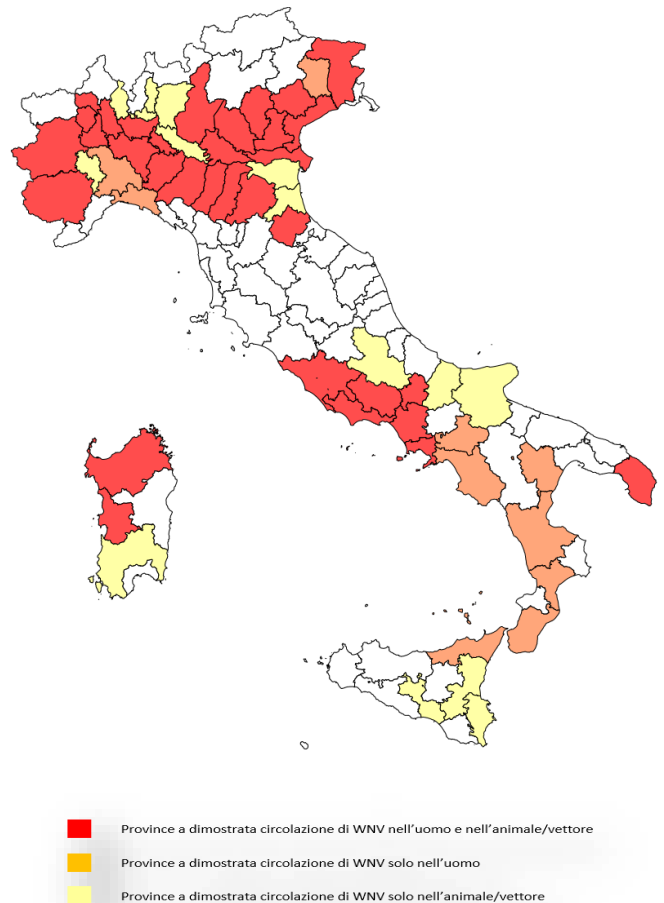 Province a dimostrata circolazione di WNV nell'uomo e nell'animale/vettore
Province a dimostrata circolazione di WNV solo nell'uomo
Province a dimostrata circolazione di WNV solo nell'animale/vettore